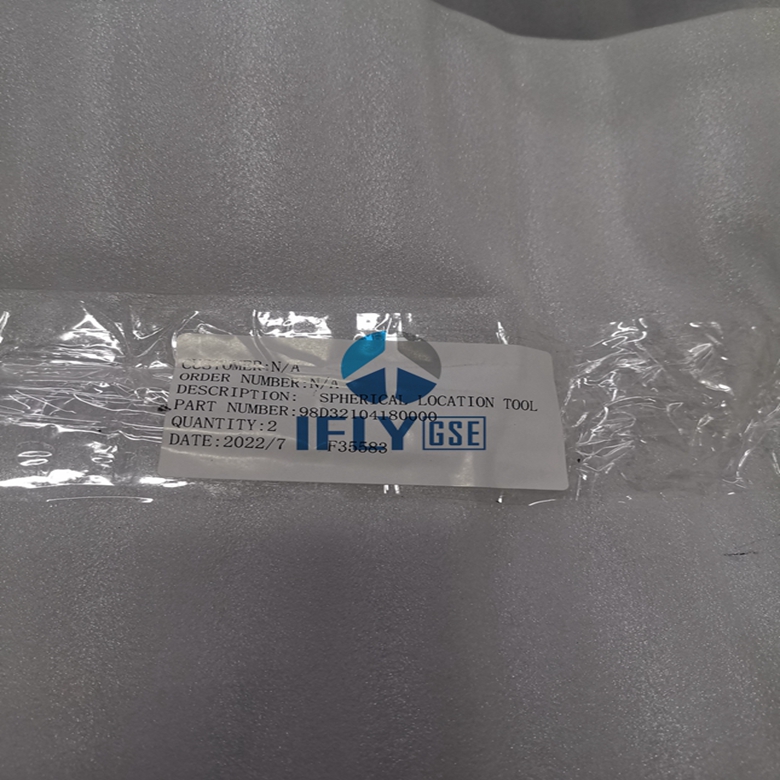 CUSTOMER:N/A
ORDER NUMBER:N/A
DESCRIPTION: SPHERICAL LOCATION TOOL
PART NUMBER:98D32104180000
QUANTITY:2
DATE:2022/7 F35583
IFLY GSE